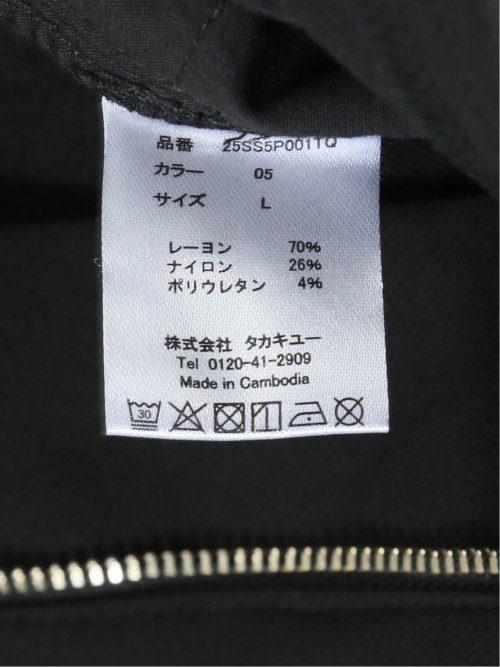 品番 25SS5P001TQ
カラー 05
サイズ L
レーヨン 70%
ナイロン 26%
ポリウレタン 4%
株式会社 タカキユー
Tel 0120-41-2909
Made in Cambodia
30